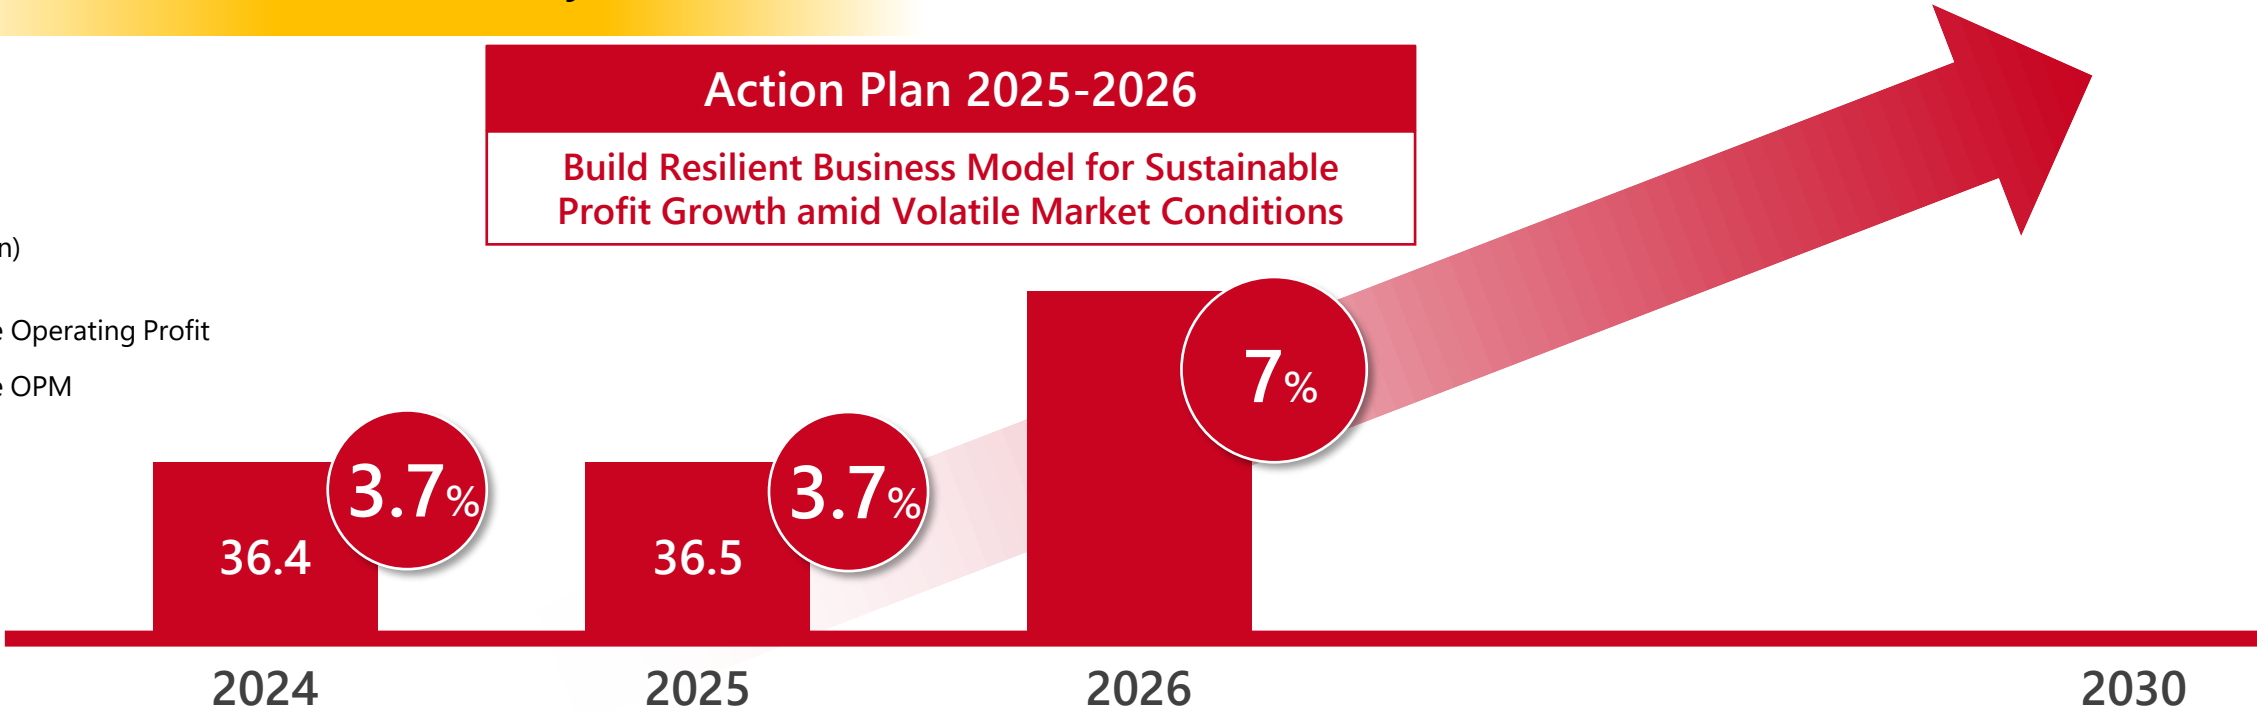 Action Plan 2025-2026
Build Resilient Business Model for Sustainable
Profit Growth amid Volatile Market Conditions
Operating Profit
OPM
7%
3.7%
3.7%
36.4
36.5
2024
2025
2026
2030